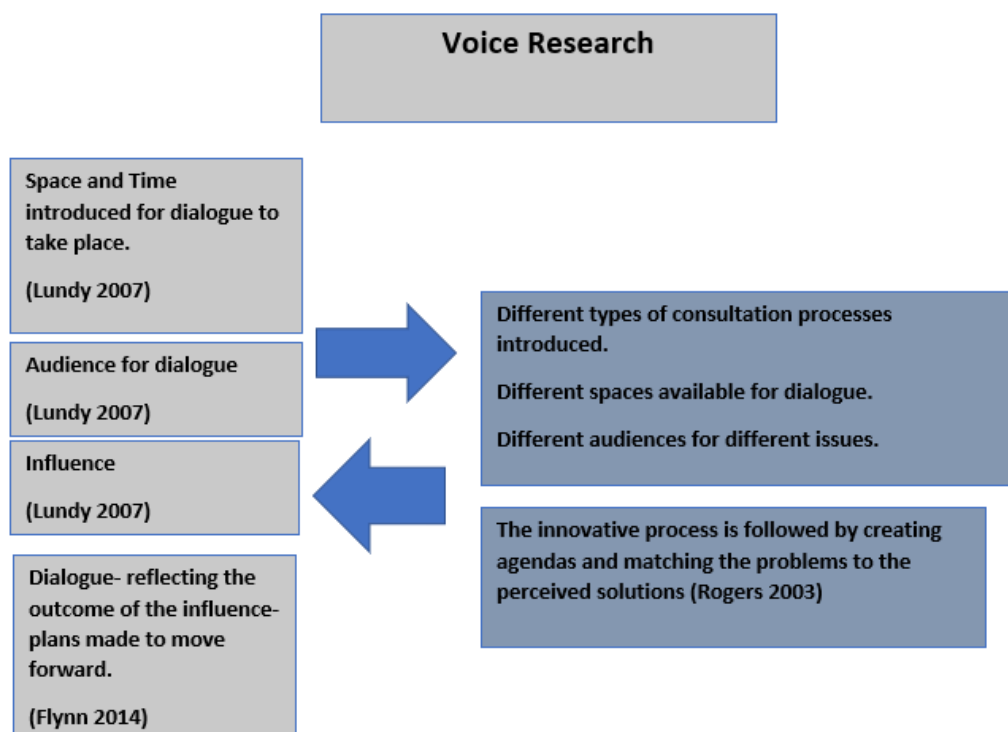 Voice Research
Space and Time
introduced for dialogue to
take place.
(Lundy 2007)
Audience for dialogue
(Lundy 2007)
Influence
(Lundy 2007)
Dialogue- reflecting the
outcome of the influence-
plans made to move
forward.
(Flynn 2014)
Different types of consultation processes
introduced.
Different spaces available for dialogue.
Different audiences for different issues.
The innovative process is followed by creating
agendas and matching the problems to the
perceived solutions (Rogers 2003)